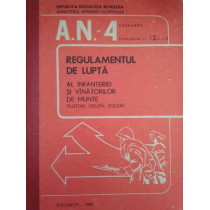 REPUBLICA SOCIALISTĂ ROMÂNIA
MINISTERUL APĂRĂRII NAȚIONALE
A.N.-4
REGULAMENTUL
DE LUPTĂ
AL INFANTERIEI
ȘI VÎNĂTORILOR
DE MUNTE
PLUTON, GRUPĂ, SOLDAT
BUCUREȘTI